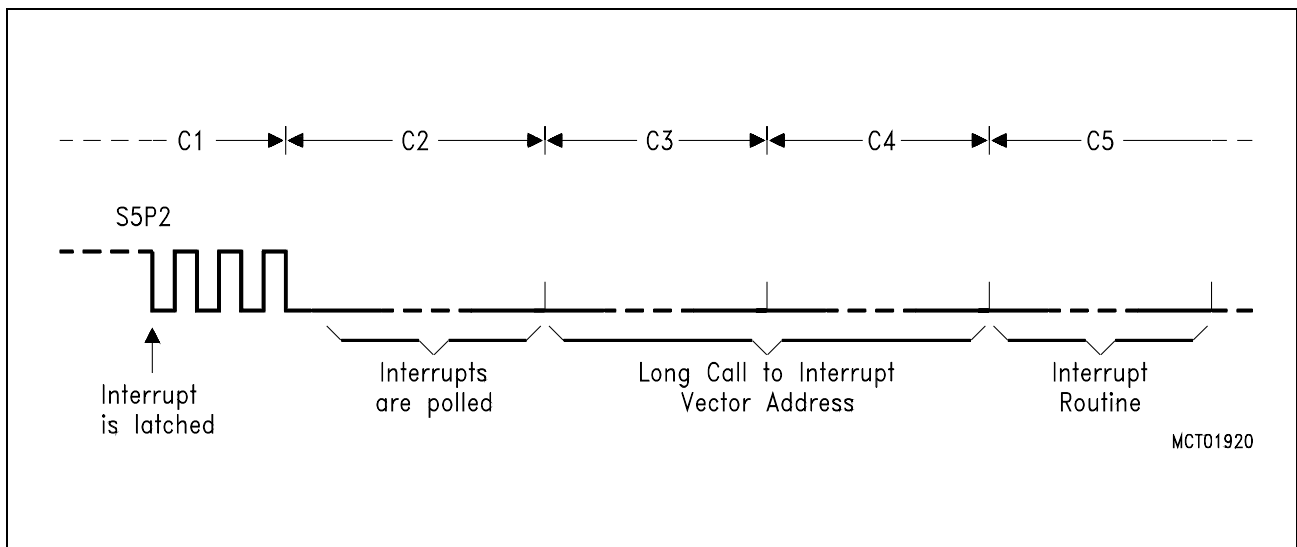 C1 C2 C3 C4 C5
S5P2
Interrupt
is latched
Interrupts
are polled
Long Call to Interrupt
Vector Address
Interrupt
Routine
MCT01920